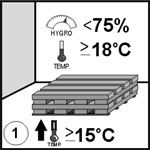 <75%
HYGRO
≥18°C
TEMP.
1
≥15°C
TEMP.